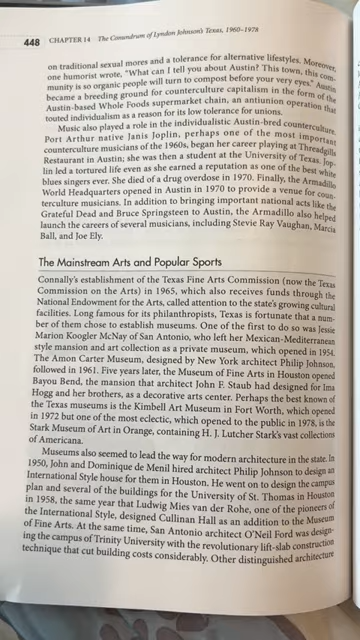 448 CHAPTER 14 The Conundrum of Lyndon Johnson's Texas, 1960–1978
on traditional sexual mores and a tolerance for alternative lifestyles. Moreover,
one humorist wrote, "What can I tell you about Austin? This town, this com-
munity is so organic people will turn to compost before your very eyes." Austin
became a breeding ground for counterculture capitalism in the form of the
Austin-based Whole Foods supermarket chain, an antiunion operation that
touted individualism as a reason for its low tolerance for unions.
Music also played a role in the individualistic Austin-bred counterculture.
Port Arthur native Janis Joplin, perhaps one of the most important
counterculture musicians of the 1960s, began her career playing at Threadgills
Restaurant in Austin; she was then a student at the University of Texas. Jop-
lin led a tortured life even as she earned a reputation as one of the best white
blues singers ever. She died of a drug overdose in 1970. Finally, the Armadillo
World Headquarters opened in Austin in 1970 to provide a venue for coun-
terculture musicians. In addition to bringing important national acts like the
Grateful Dead and Bruce Springsteen to Austin, the Armadillo also helped
launch the careers of several musicians, including Stevie Ray Vaughan, Marcia
Ball, and Joe Ely.
The Mainstream Arts and Popular Sports
Connally's establishment of the Texas Fine Arts Commission (now the Texas
Commission on the Arts) in 1965, which also receives funds through the
National Endowment for the Arts, called attention to the state's growing cultural
facilities. Long famous for its philanthropists, Texas is fortunate that a num-
ber of them chose to establish museums. One of the first to do so was Jessie
Marion Koogler McNay of San Antonio, who left her Mexican-Mediterranean
style mansion and art collection as a private museum, which opened in 1954.
The Amon Carter Museum, designed by New York architect Philip Johnson,
followed in 1961. Five years later, the Museum of Fine Arts in Houston opened
Bayou Bend, the mansion that architect John F. Staub had designed for Ima
Hogg and her brothers, as a decorative arts center. Perhaps the best known of
the Texas museums is the Kimbell Art Museum in Fort Worth, which opened
in 1972 but one of the most eclectic, which opened to the public in 1978, is the
Stark Museum of Art in Orange, containing H. J. Lutcher Stark's vast collections
of Americana.
Museums also seemed to lead the way for modern architecture in the state. In
1950, John and Dominique de Menil hired architect Philip Johnson to design an
International Style house for them in Houston. He went on to design the campus
plan and several of the buildings for the University of St. Thomas in Houston
in 1958, the same year that Ludwig Mies van der Rohe, one of the pioneers of
the International Style, designed Cullinan Hall as an addition to the Museum
of Fine Arts. At the same time, San Antonio architect O'Neil Ford was design-
ing the campus of Trinity University with the revolutionary lift-slab construction
technique that cut building costs considerably. Other distinguished architecture